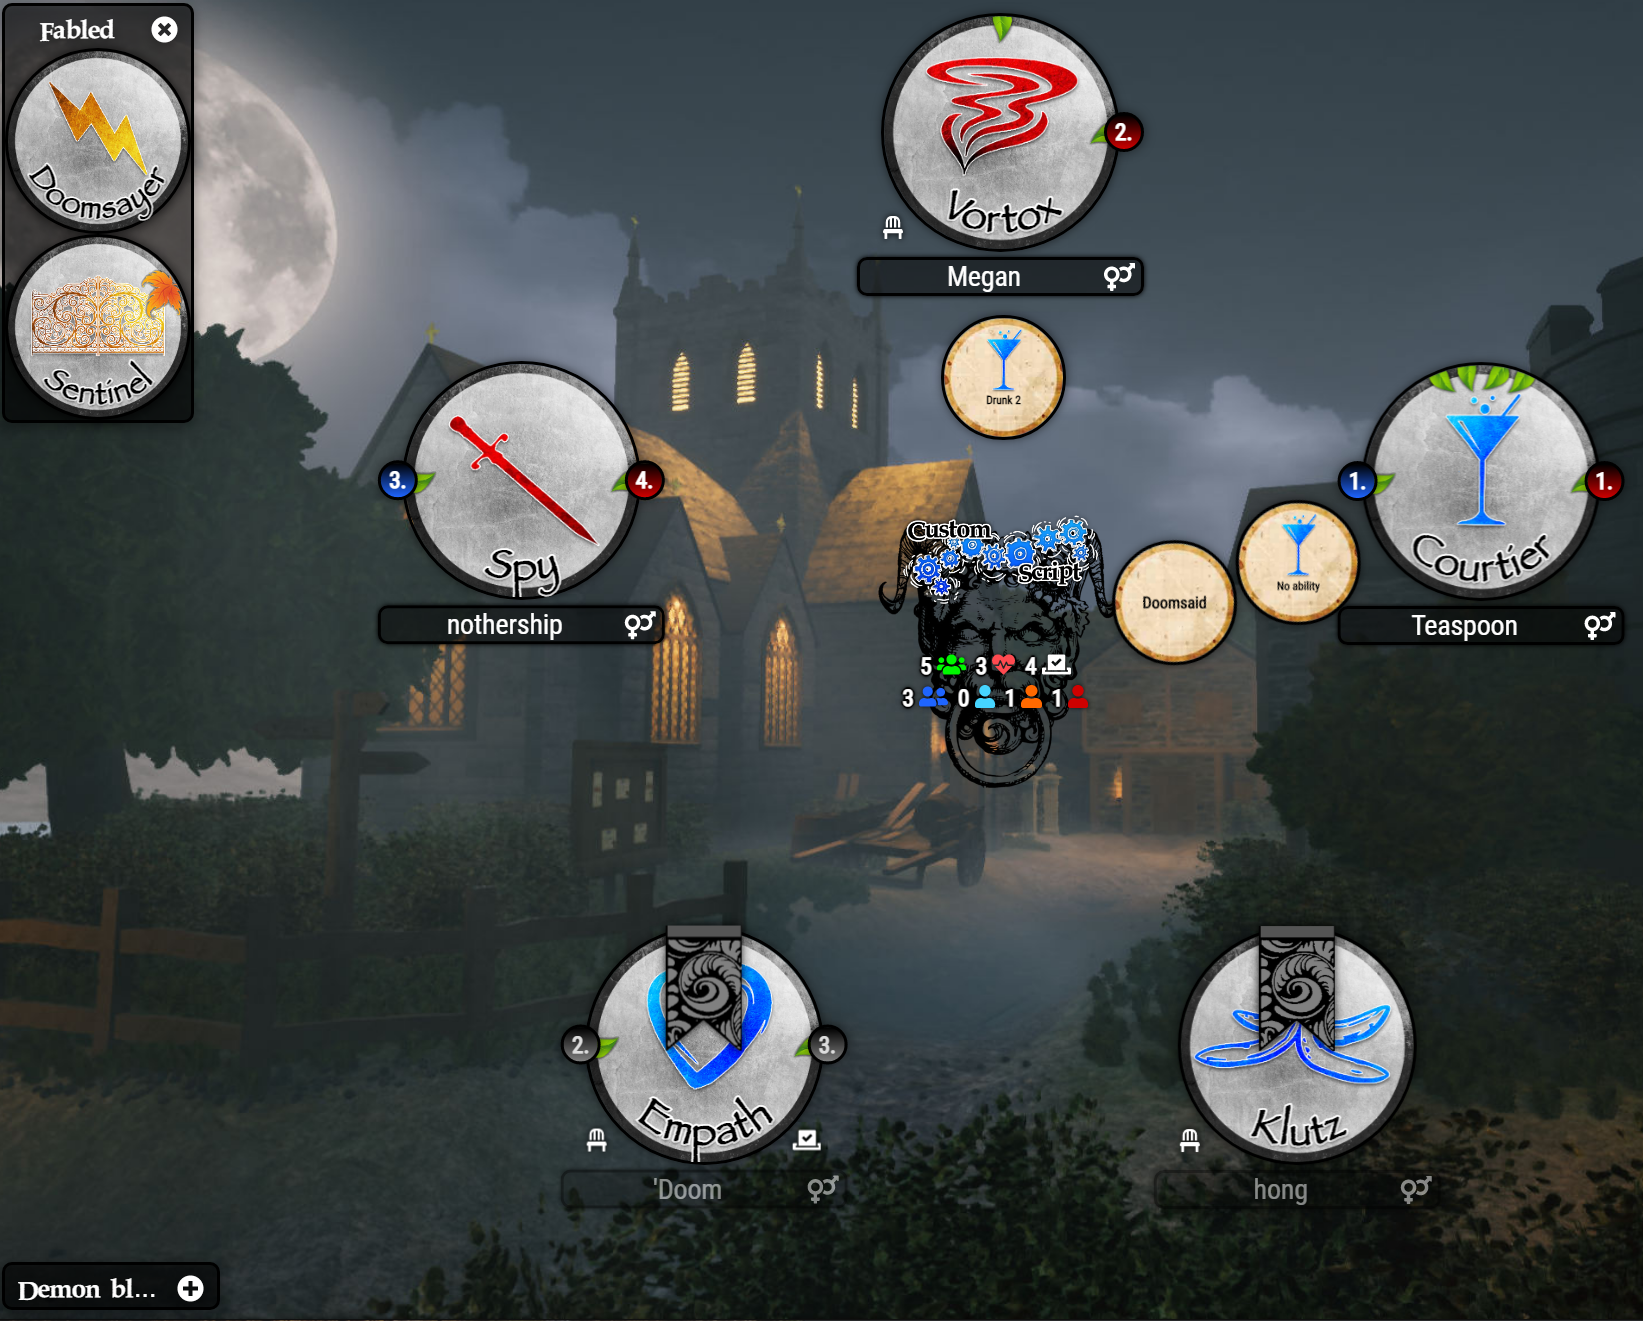 Fabled
Doomsayer
Sentinel
Vortox
2.
Megan
Drunk 2
3.
4.
Spy
nothership
1.
1.
Courtier
No ability
Teaspoon
Doomsaid
Custom
Script
5 3 4
3 0 1 1
2.
3.
Empath
'Doom
Klutz
hong
Demon bl...